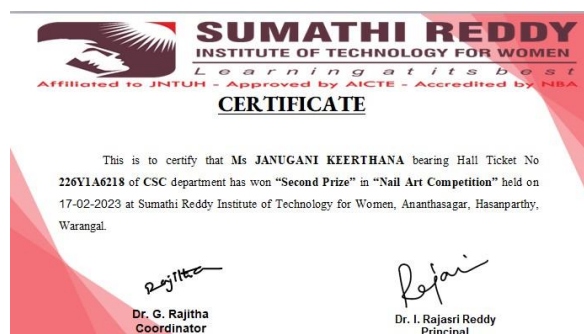 SUMATHI REDDY
INSTITUTE OF TECHNOLOGY FOR WOMEN
Learning at its best
Affiliated to JNTUH - Approved by AICTE - Accredited by NBA
CERTIFICATE
This is to certify that Ms JANUGANI KEERTHANA bearing Hall Ticket No
226Y1A6218 of CSC department has won “Second Prize” in “Nail Art Competition” held on
17-02-2023 at Sumathi Reddy Institute of Technology for Women, Ananthasagar, Hasanparthy,
Warangal.
Rajitha
Dr. G. Rajitha
Coordinator
Dr. I. Rajasri Reddy
Principal